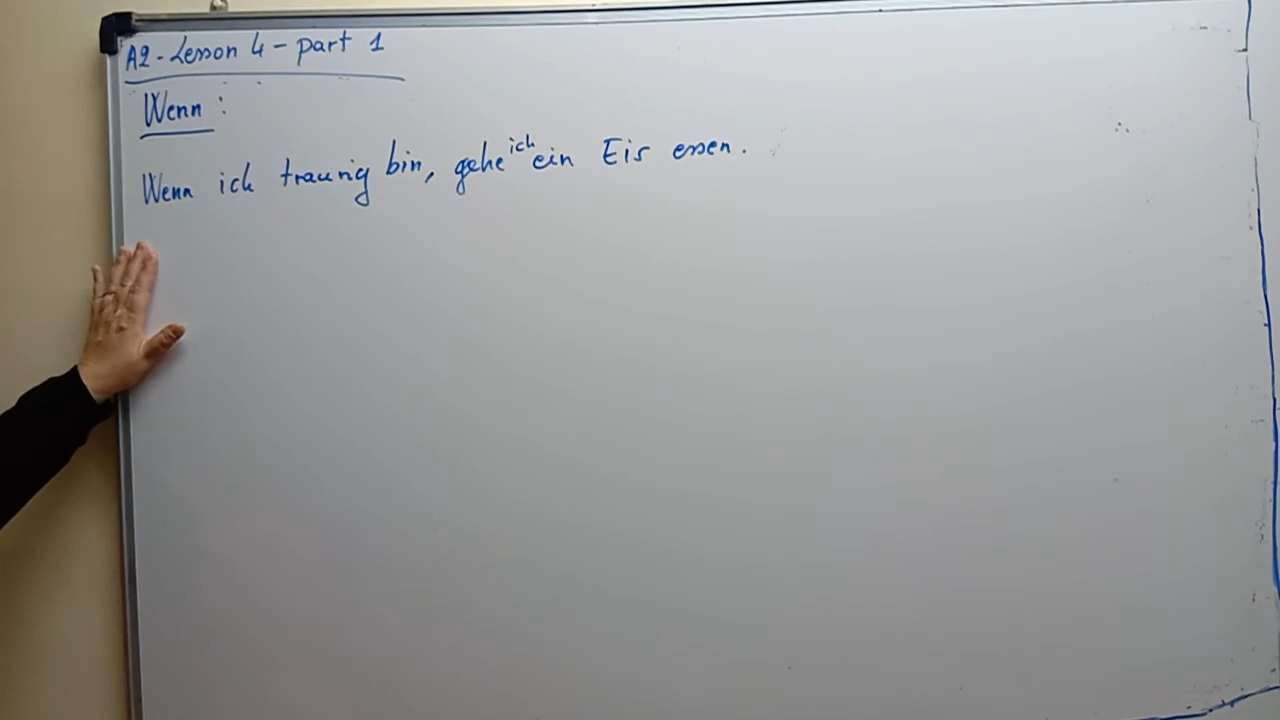 A2 - Lesson 4 - part 1
Wenn :
Wenn ich traurig bin, gehe ich ein Eis essen.